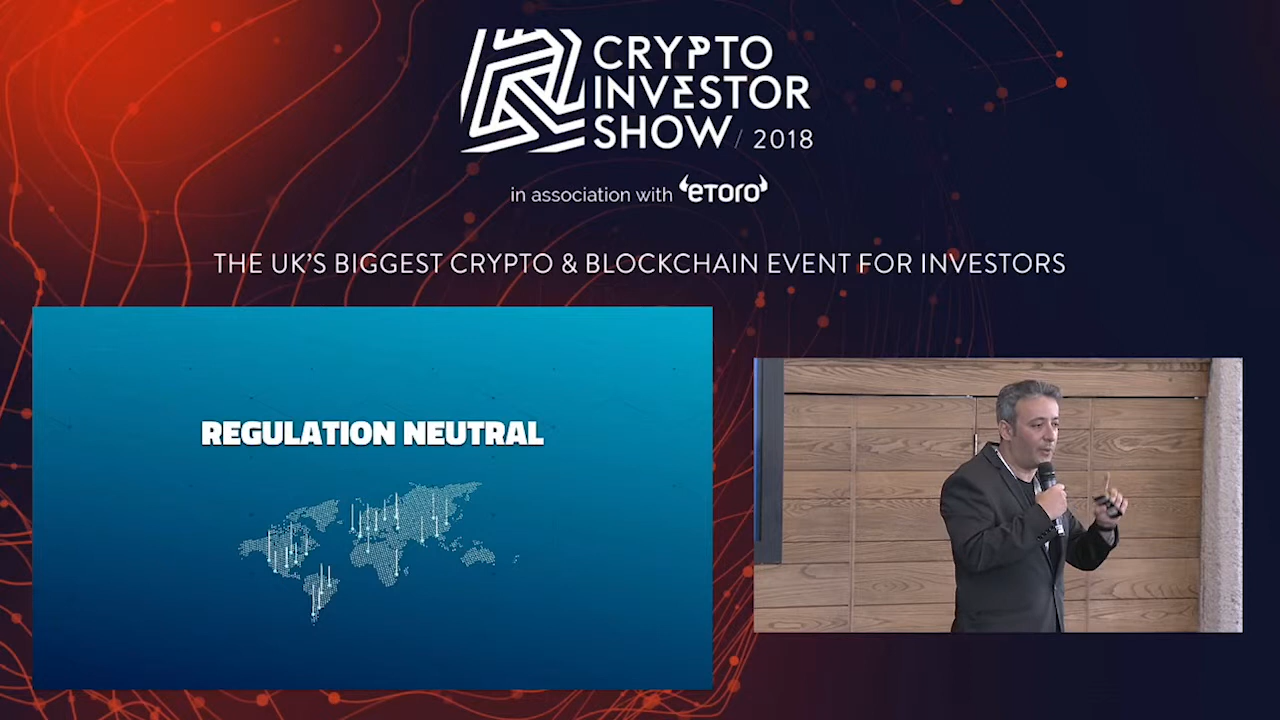 CRYPTO
INVESTOR
SHOW / 2018
in association with eToro
THE UK'S BIGGEST CRYPTO & BLOCKCHAIN EVENT FOR INVESTORS
REGULATION NEUTRAL